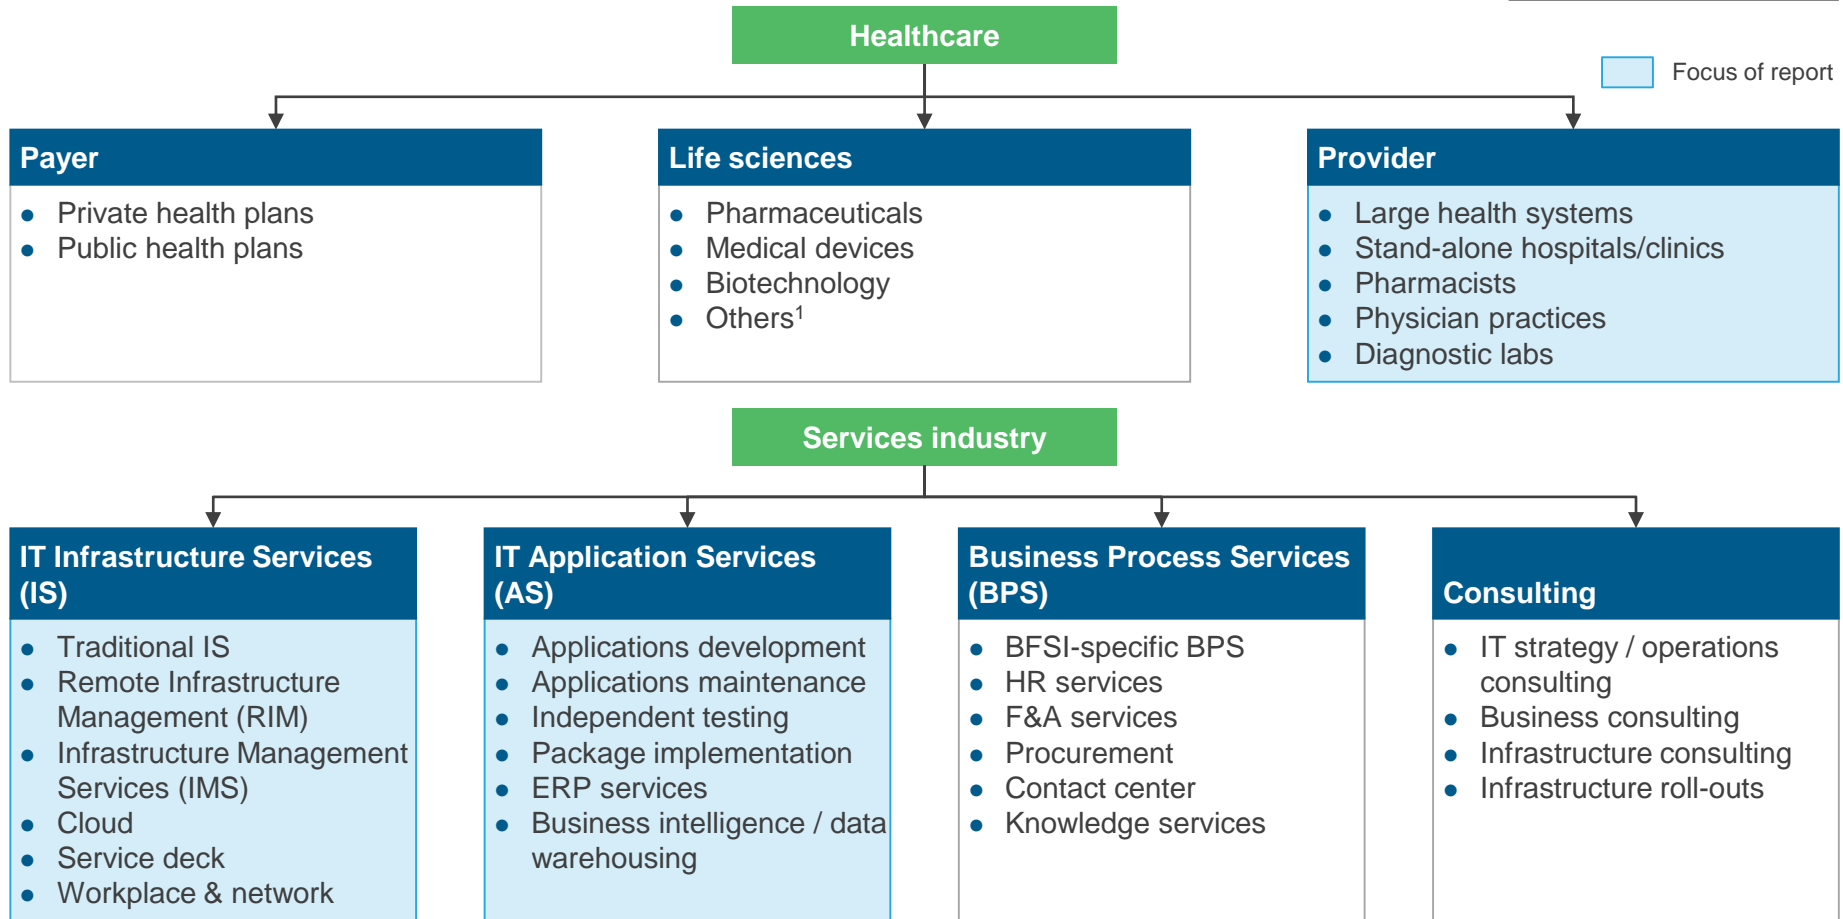 Healthcare
Focus of report
Payer
● Private health plans
● Public health plans
Life sciences
● Pharmaceuticals
● Medical devices
● Biotechnology
● Others¹
Provider
● Large health systems
● Stand-alone hospitals/clinics
● Pharmacists
● Physician practices
● Diagnostic labs
Services industry
IT Infrastructure Services
(IS)
● Traditional IS
● Remote Infrastructure
Management (RIM)
● Infrastructure Management
Services (IMS)
● Cloud
● Service deck
● Workplace & network
IT Application Services
(AS)
● Applications development
● Applications maintenance
● Independent testing
● Package implementation
● ERP services
● Business intelligence / data
warehousing
Business Process Services
(BPS)
● BFSI-specific BPS
● HR services
● F&A services
● Procurement
● Contact center
● Knowledge services
Consulting
● IT strategy / operations
consulting
● Business consulting
● Infrastructure consulting
● Infrastructure roll-outs